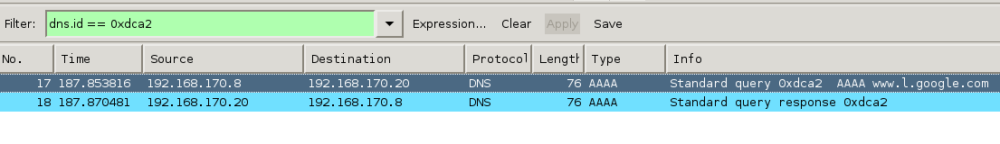 Filter: dns.id == 0xdca2 Expression... Clear Apply Save
No. Time Source Destination Protocol Length Type Info
17 187.853816 192.168.170.8 192.168.170.20 DNS 76 AAAA Standard query 0xdca2 AAAA www.l.google.com
18 187.870481 192.168.170.20 192.168.170.8 DNS 76 AAAA Standard query response 0xdca2